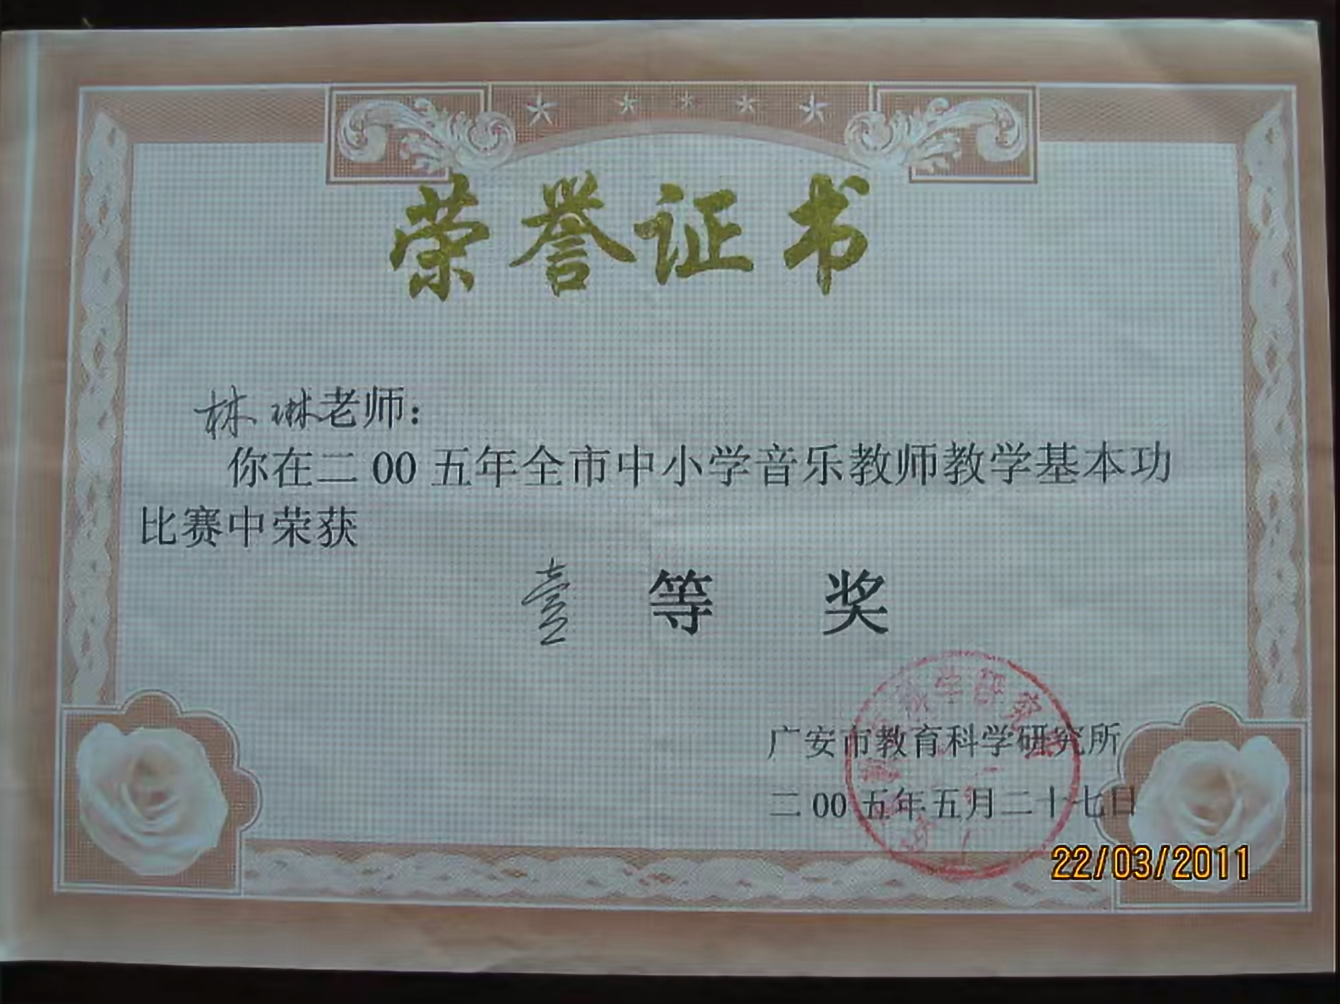 荣誉证书
林琳老师：
你在二00五年全市中小学音乐教师教学基本功
比赛中荣获
壹等奖
广安市教育科学研究所
二00五年五月二十七日
22/03/2011